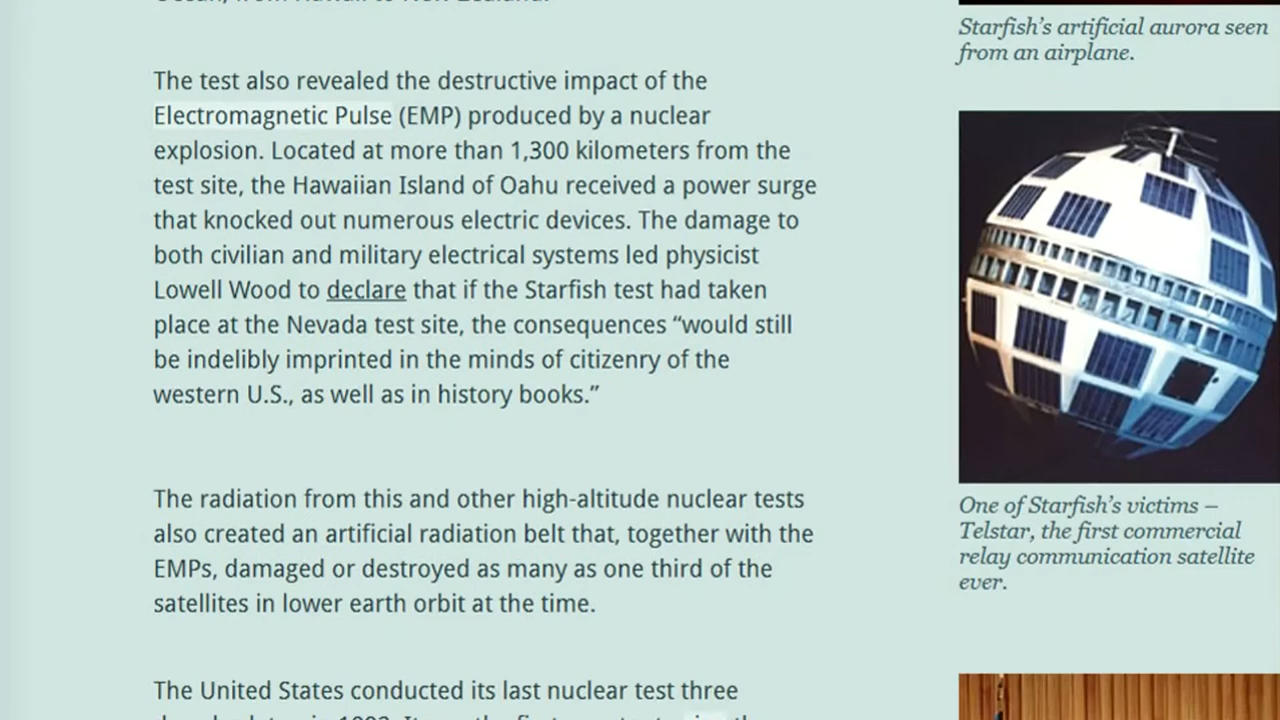 The test also revealed the destructive impact of the
Electromagnetic Pulse (EMP) produced by a nuclear
explosion. Located at more than 1,300 kilometers from the
test site, the Hawaiian Island of Oahu received a power surge
that knocked out numerous electric devices. The damage to
both civilian and military electrical systems led physicist
Lowell Wood to declare that if the Starfish test had taken
place at the Nevada test site, the consequences “would still
be indelibly imprinted in the minds of citizenry of the
western U.S., as well as in history books.”
The radiation from this and other high-altitude nuclear tests
also created an artificial radiation belt that, together with the
EMPs, damaged or destroyed as many as one third of the
satellites in lower earth orbit at the time.
The United States conducted its last nuclear test three
Starfish’s artificial aurora seen
from an airplane.
One of Starfish’s victims –
Telstar, the first commercial
relay communication satellite
ever.